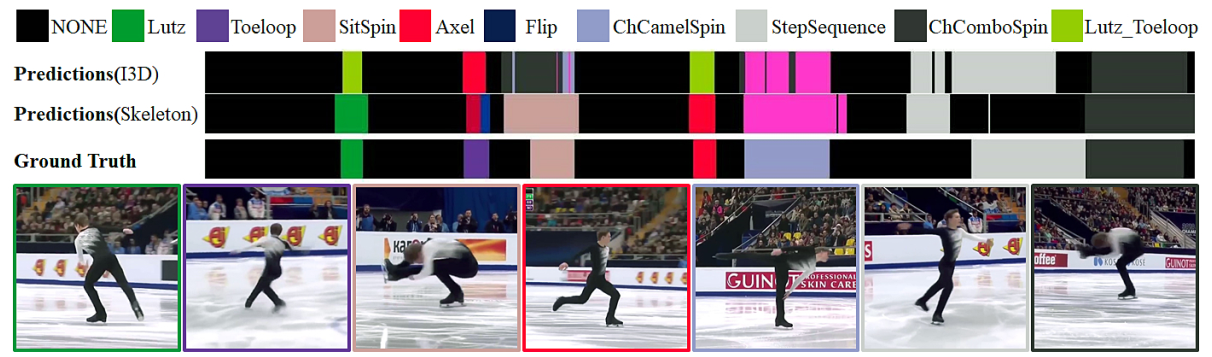 NONE Lutz Toeloop SitSpin Axel Flip ChCamelSpin StepSequence ChComboSpin Lutz_Toeloop
Predictions(I3D)
Predictions(Skeleton)
Ground Truth
GUINOT PROFESSIONAL
SKIN CARE
GUINOT